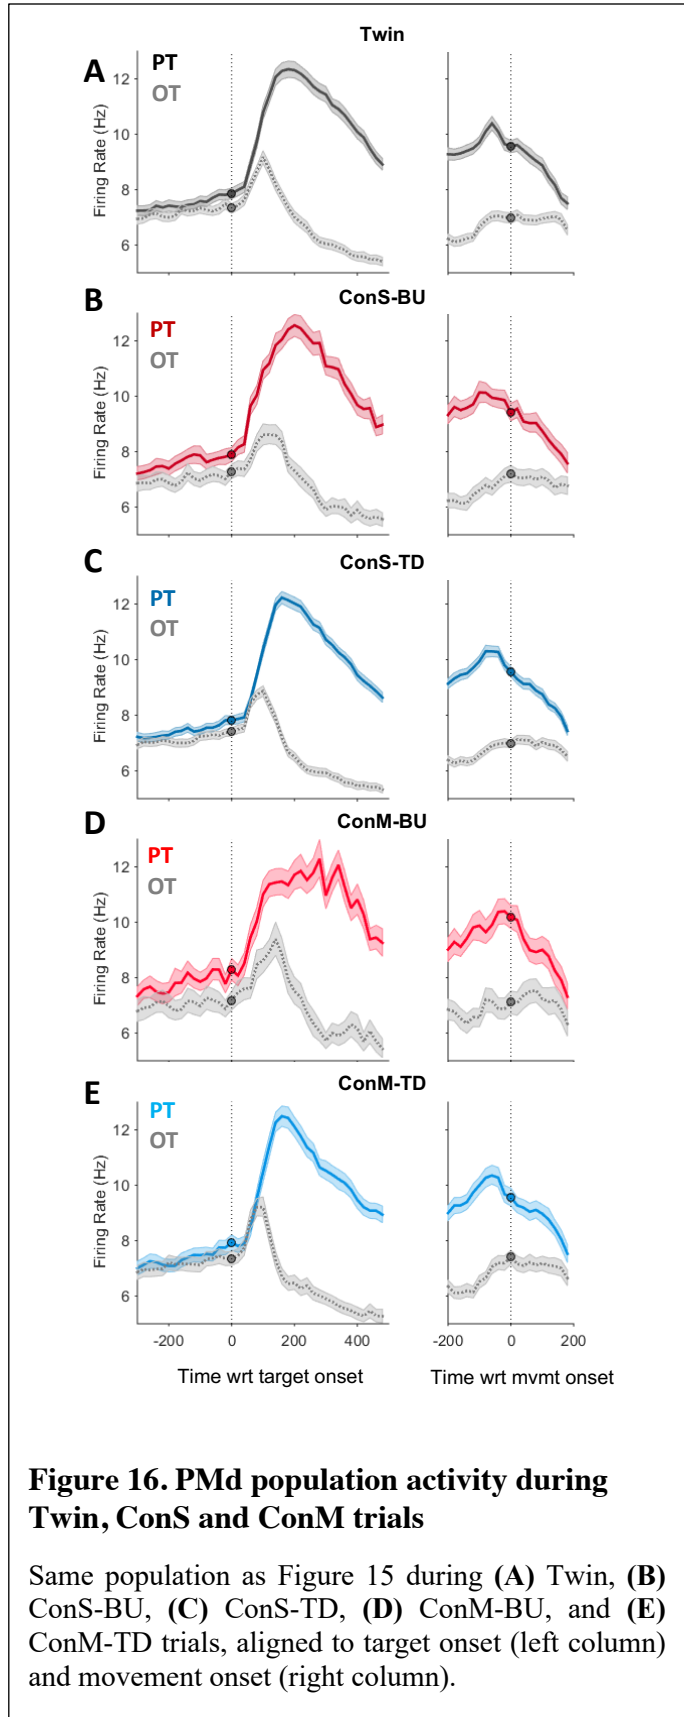 Twin
A
PT
OT
12
10
8
6
Firing Rate (Hz)
ConS-BU
B
PT
OT
12
10
8
6
Firing Rate (Hz)
ConS-TD
C
PT
OT
12
10
8
6
Firing Rate (Hz)
ConM-BU
D
PT
OT
12
10
8
6
Firing Rate (Hz)
ConM-TD
E
PT
OT
12
10
8
6
Firing Rate (Hz)
-200 0 200 400
-200 0 200
Time wrt target onset
Time wrt mvmt onset
Figure 16. PMd population activity during
Twin, ConS and ConM trials
Same population as Figure 15 during (A) Twin, (B)
ConS-BU, (C) ConS-TD, (D) ConM-BU, and (E)
ConM-TD trials, aligned to target onset (left column)
and movement onset (right column).